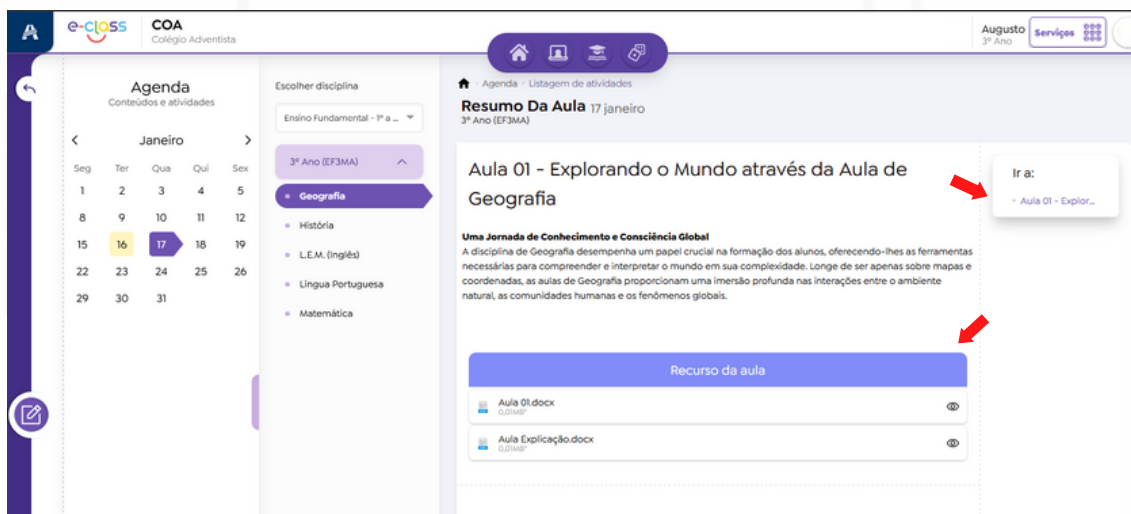 e-class
COA
Colégio Adventista
Augusto
3º Ano
Serviços
Agenda
Conteúdos e atividades
Janeiro
Seg Ter Qua Qui Sex
1 2 3 4 5
8 9 10 11 12
15 16 17 18 19
22 23 24 25 26
29 30 31
Escolher disciplina
Ensino Fundamental - 1º a ...
3º Ano (EF3MA)
Geografia
História
L.E.M. (Inglês)
Língua Portuguesa
Matemática
Agenda - Listagem de atividades
Resumo Da Aula 17 janeiro
3º Ano (EF3MA)
Aula 01 - Explorando o Mundo através da Aula de
Geografia
Uma Jornada de Conhecimento e Consciência Global
A disciplina de Geografia desempenha um papel crucial na formação dos alunos, oferecendo-lhes as ferramentas
necessárias para compreender e interpretar o mundo em sua complexidade. Longe de ser apenas sobre mapas e
coordenadas, as aulas de Geografia proporcionam uma imersão profunda nas interações entre o ambiente
natural, as comunidades humanas e os fenômenos globais.
Recurso da aula
Aula 01.docx
0,01MB"
Aula Explicação.docx
0,01MB"
Ir a:
- Aula 01 - Explor...